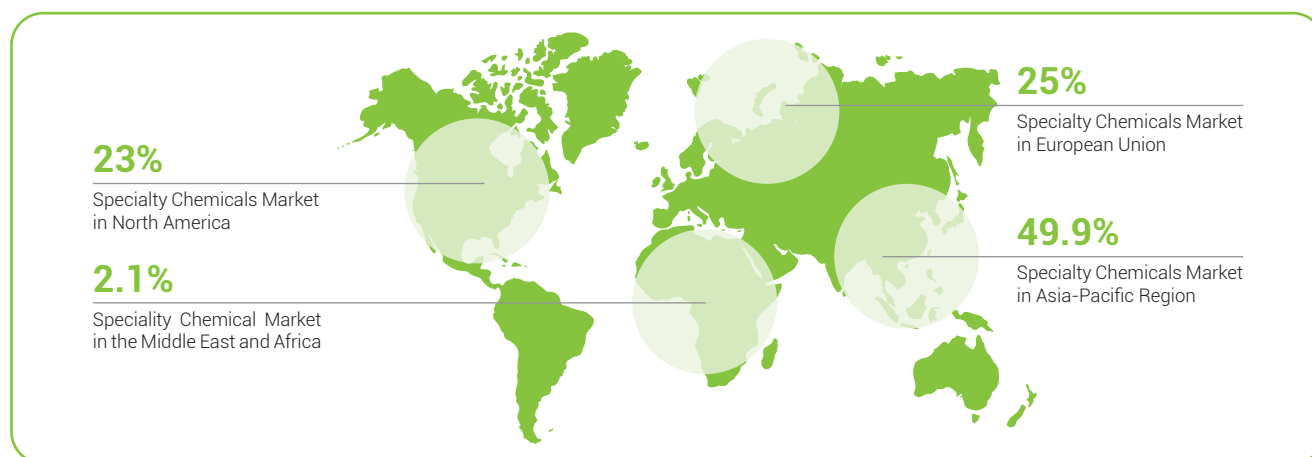 23%
Specialty Chemicals Market
in North America
2.1%
Speciality Chemical Market
in the Middle East and Africa
25%
Specialty Chemicals Market
in European Union
49.9%
Specialty Chemicals Market
in Asia-Pacific Region